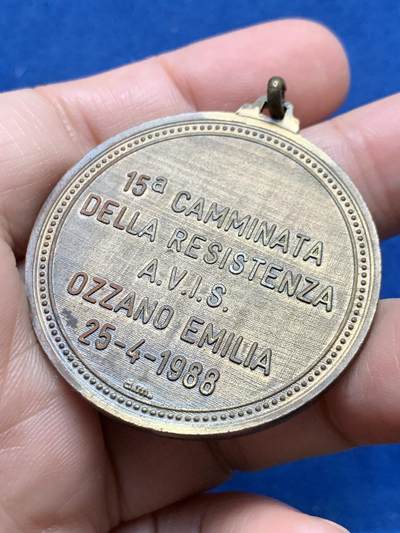 15ª CAMMINATA
DELLA RESISTENZA
A.V.I.S.
OZZANO EMILIA
25-4-1988